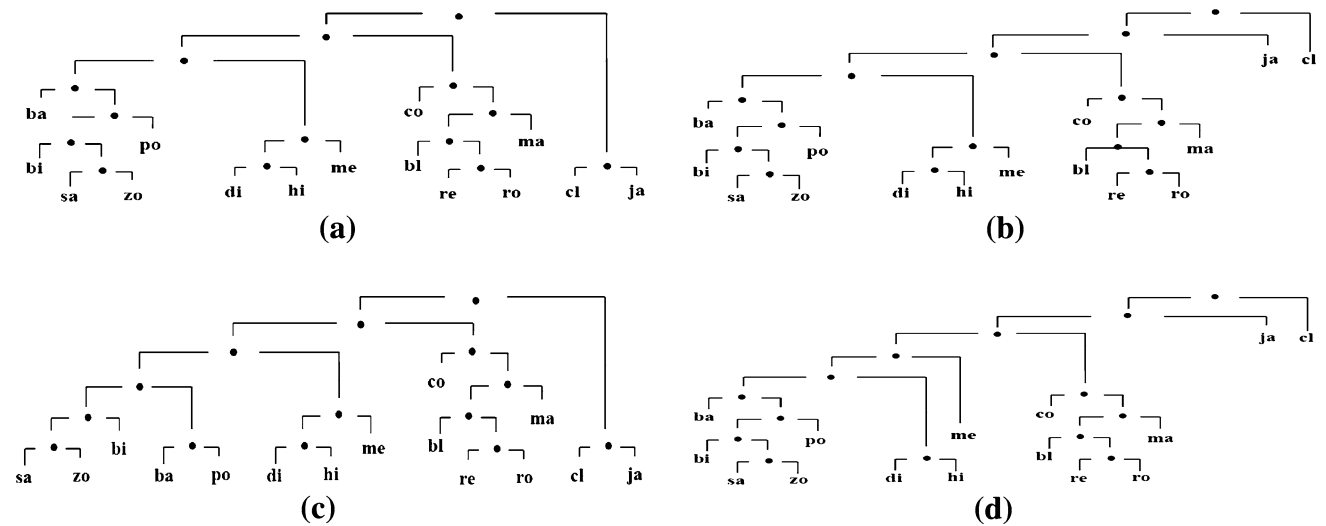 ja cl
ba co co
po ma ba po ma
bi me bl bi me bl
sa zo di hi re ro cl ja sa zo di hi re ro
(a) (b)
ja cl
co ba co
ma po me ma
bi me bl bi bl
sa zo ba po di hi re ro cl ja sa zo di hi re ro
(c) (d)